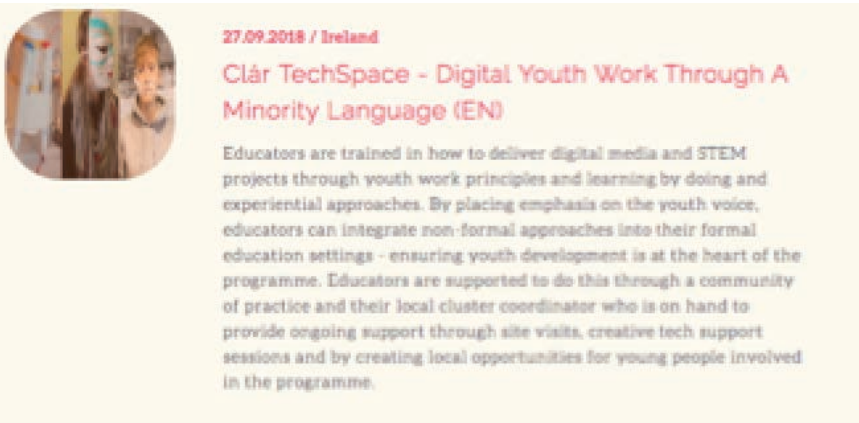 27.09.2018 / Ireland
Clár TechSpace - Digital Youth Work Through A
Minority Language (EN)
Educators are trained in how to deliver digital media and STEM
projects through youth work principles and learning by doing and
experiential approaches. By placing emphasis on the youth voice,
educators can integrate non-formal approaches into their formal
education settings - ensuring youth development is at the heart of the
programme. Educators are supported to do this through a community
of practice and their local cluster coordinator who is on hand to
provide ongoing support through site visits, creative tech support
sessions and by creating local opportunities for young people involved
in the programme.